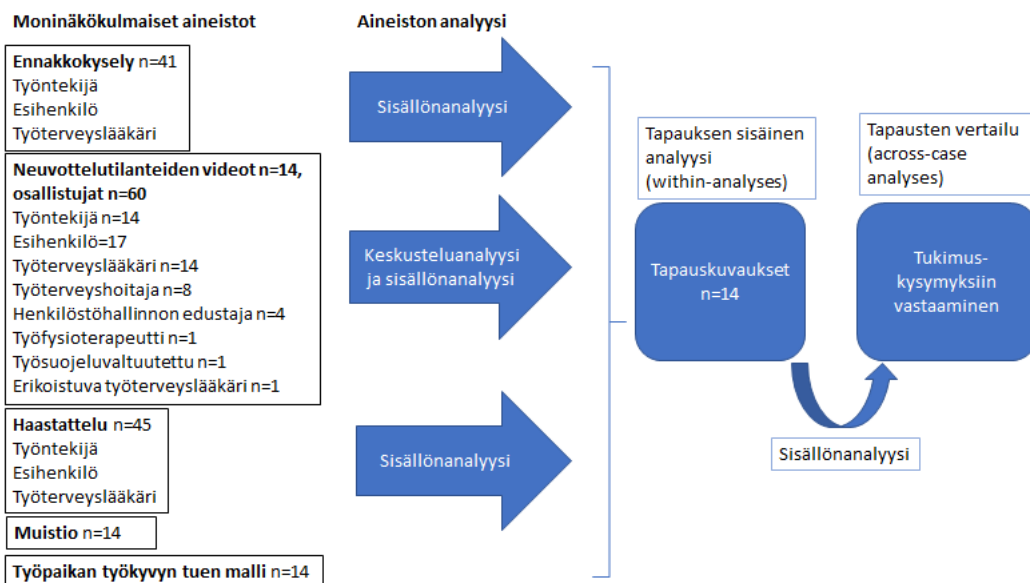 Moninäkökulmaiset aineistot
Ennakkokysely n=41
Työntekijä
Esihenkilö
Työterveyslääkäri
Neuvottelutilanteiden videot n=14,
osallistujat n=60
Työntekijä n=14
Esihenkilö=17
Työterveyslääkäri n=14
Työterveyshoitaja n=8
Henkilöstöhallinnon edustaja n=4
Työfysioterapeutti n=1
Työsuojeluvaltuutettu n=1
Erikoistuva työterveyslääkäri n=1
Haastattelu n=45
Työntekijä
Esihenkilö
Työterveyslääkäri
Muistio n=14
Työpaikan työkyvyn tuen malli n=14
Aineiston analyysi
Sisällönanalyysi
Keskusteluanalyysi
ja sisällönanalyysi
Sisällönanalyysi
Tapauksen sisäinen
analyysi
(within-analyses)
Tapauskuvaukset
n=14
Tapausten vertailu
(across-case
analyses)
Tukimus-
kysymyksiin
vastaaminen
Sisällönanalyysi